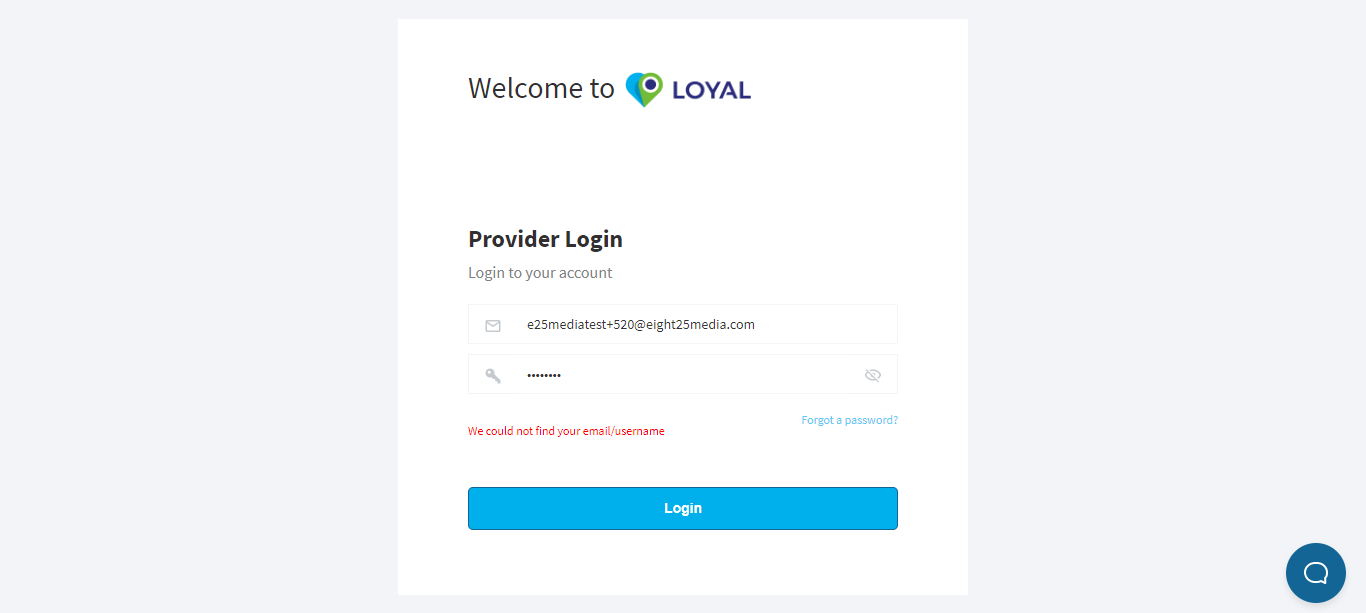 Welcome to LOYAL
Provider Login
Login to your account
e25mediatest+520@eight25media.com
••••••••
Forgot a password?
We could not find your email/username
Login